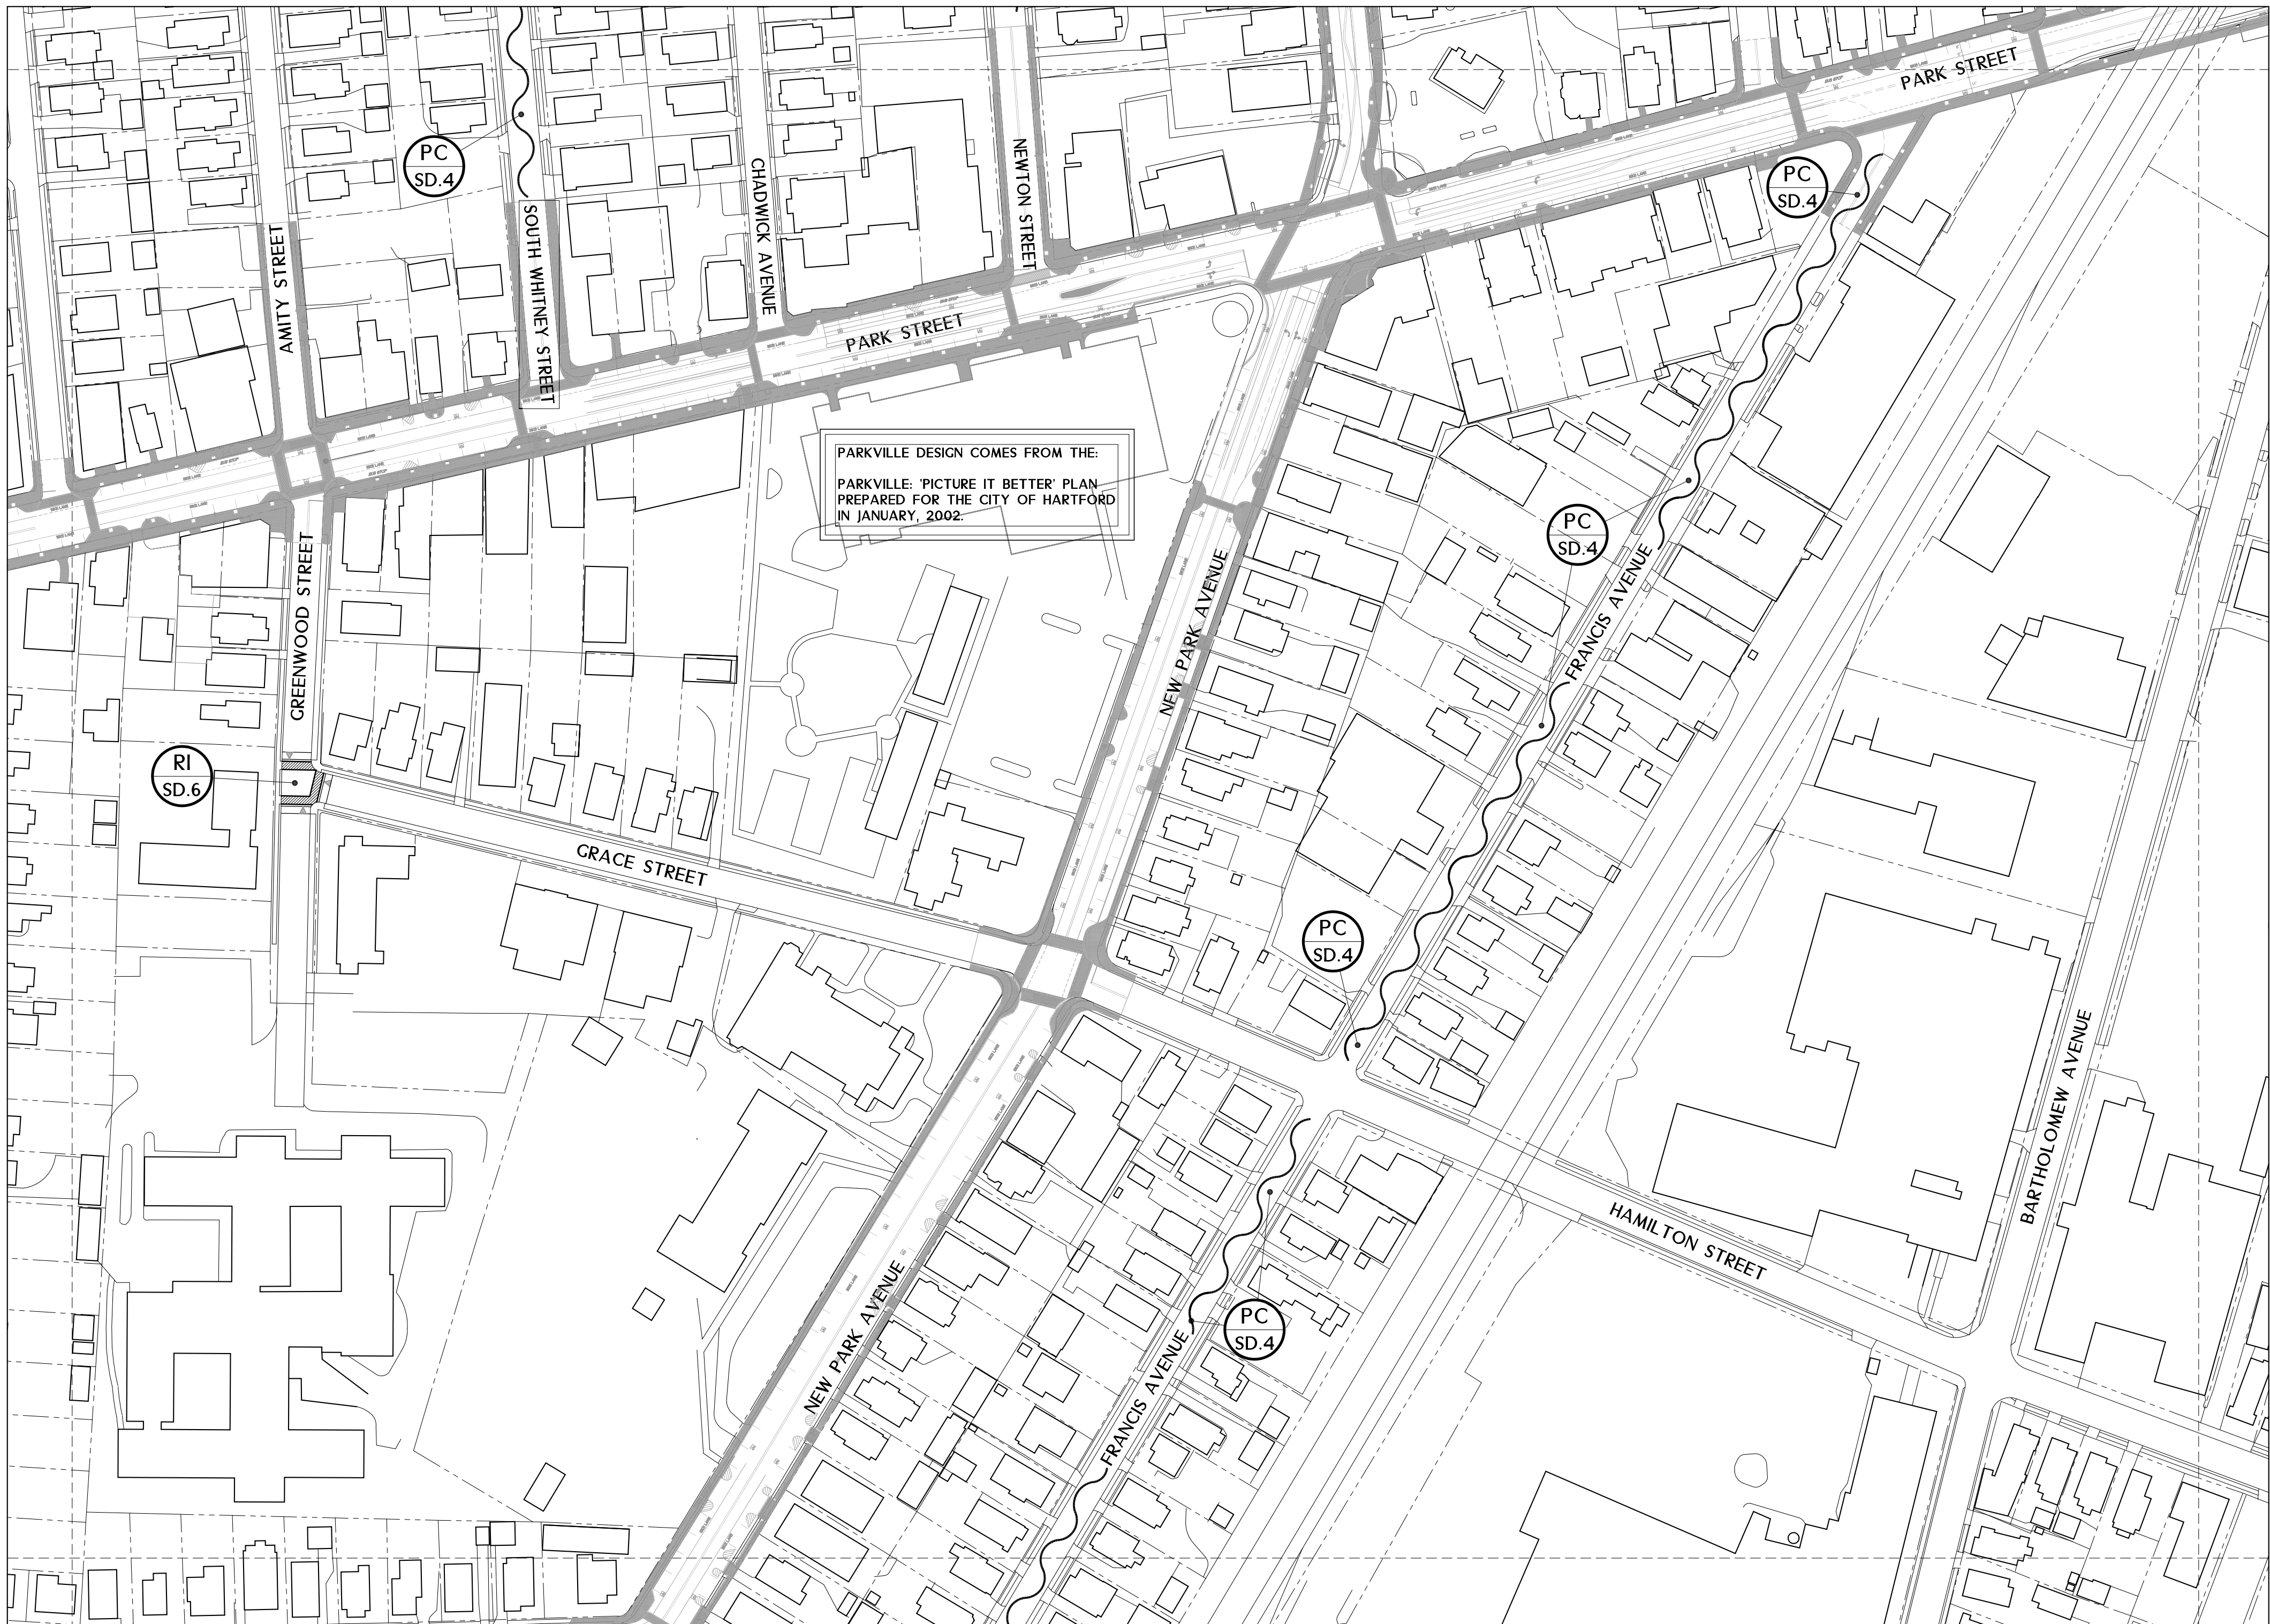 PARK STREET
PC
SD.4
PC
SD.4
CHADWICK AVENUE
NEWTON STREET
SOUTH WHITNEY STREET
AMITY STREET
PARK STREET
PARKVILLE DESIGN COMES FROM THE:
PARKVILLE: 'PICTURE IT BETTER' PLAN
PREPARED FOR THE CITY OF HARTFORD
IN JANUARY, 2002.
PC
SD.4
GREENWOOD STREET
NEW PARK AVENUE
FRANCIS AVENUE
RI
SD.6
GRACE STREET
PC
SD.4
BARTHOLOMEW AVENUE
HAMILTON STREET
NEW PARK AVENUE
PC
SD.4
FRANCIS AVENUE